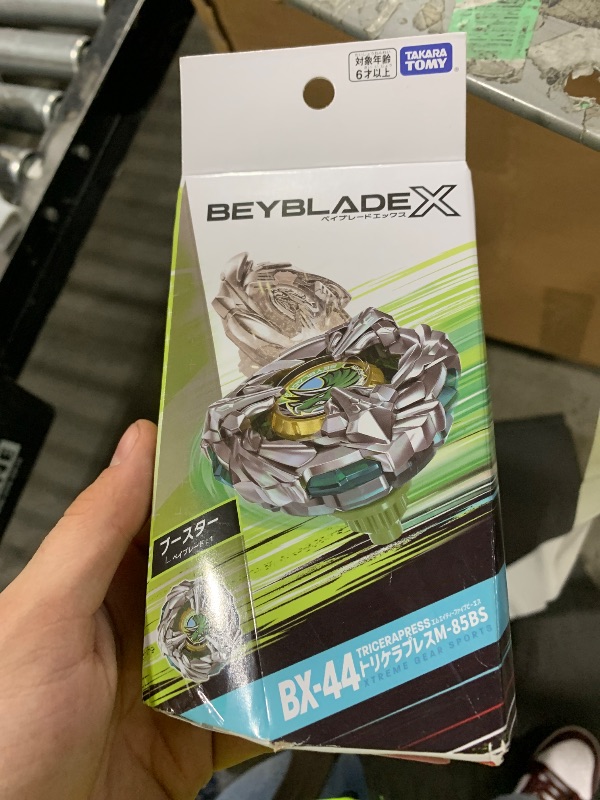 対象年齢
6才以上
TAKARA
TOMY
BEYBLADE X
ベイブレードエックス
ブースター
BX-44
TRICERAPRESS
トリケラプレスM-85BS
XTREME GEAR SPORTS